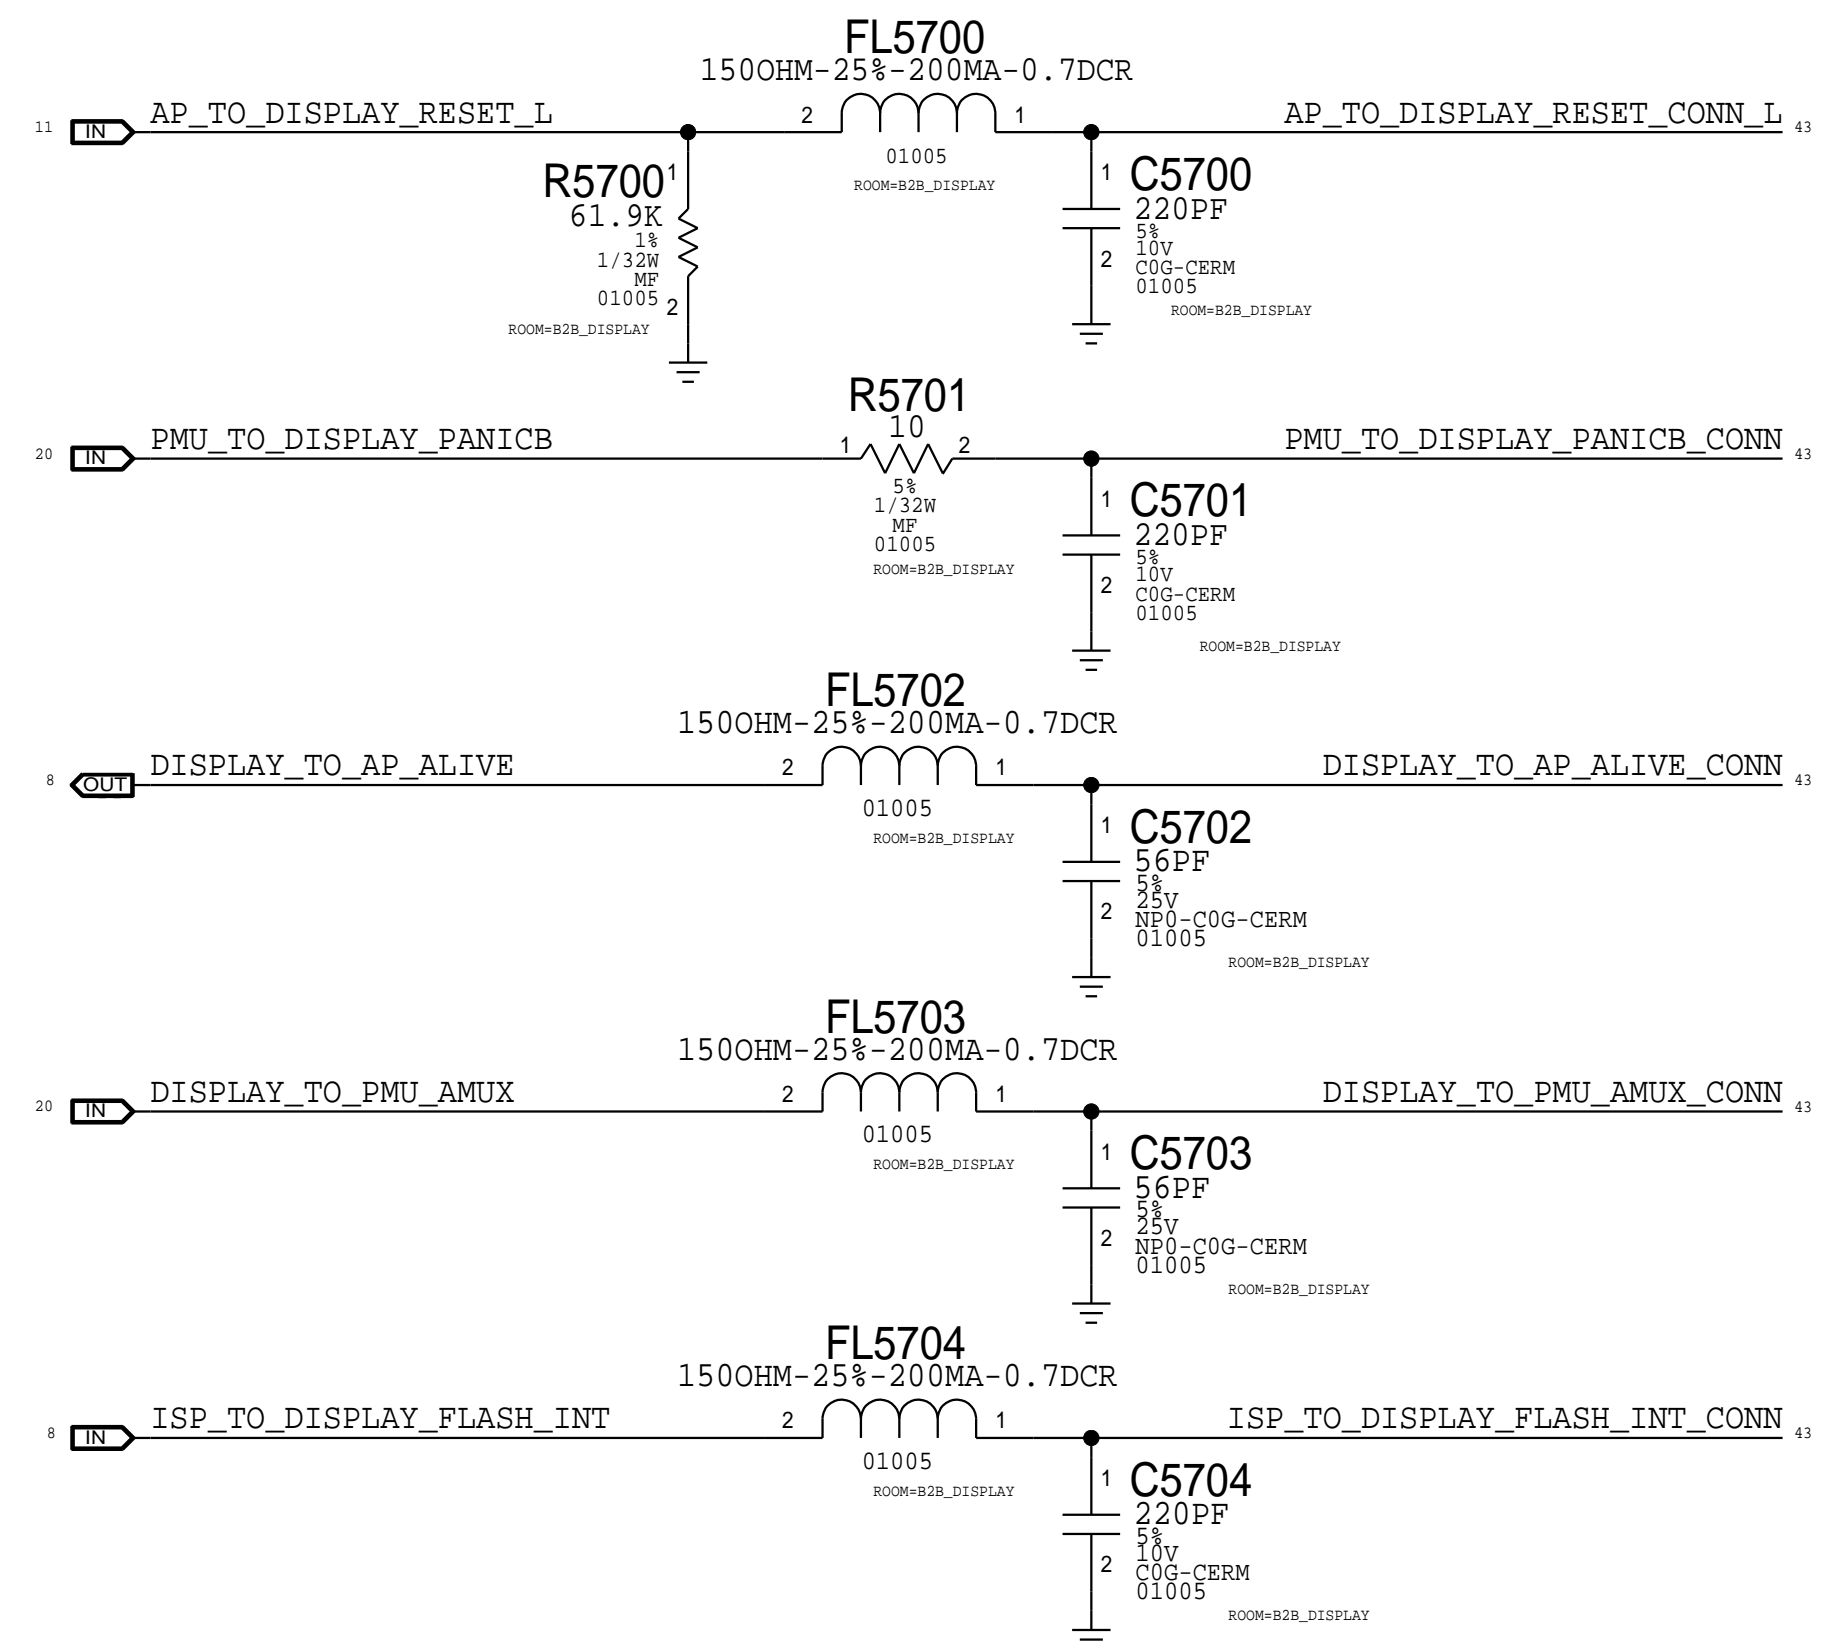 FL5700
150OHM-25%-200MA-0.7DCR
11 IN AP_TO_DISPLAY_RESET_L 2 1 AP_TO_DISPLAY_RESET_CONN_L 43
01005
ROOM=B2B_DISPLAY
R5700 1
61.9K
1%
1/32W
MF
01005 2
ROOM=B2B_DISPLAY
1 C5700
220PF
5%
10V
2 C0G-CERM
01005
ROOM=B2B_DISPLAY
R5701
10
20 IN PMU_TO_DISPLAY_PANICB 1 2 PMU_TO_DISPLAY_PANICB_CONN 43
5%
1/32W
MF
01005
ROOM=B2B_DISPLAY
1 C5701
220PF
5%
10V
2 C0G-CERM
01005
ROOM=B2B_DISPLAY
FL5702
150OHM-25%-200MA-0.7DCR
8 OUT DISPLAY_TO_AP_ALIVE 2 1 DISPLAY_TO_AP_ALIVE_CONN 43
01005
ROOM=B2B_DISPLAY
1 C5702
56PF
5%
25V
2 NP0-C0G-CERM
01005
ROOM=B2B_DISPLAY
FL5703
150OHM-25%-200MA-0.7DCR
20 IN DISPLAY_TO_PMU_AMUX 2 1 DISPLAY_TO_PMU_AMUX_CONN 43
01005
ROOM=B2B_DISPLAY
1 C5703
56PF
5%
25V
2 NP0-C0G-CERM
01005
ROOM=B2B_DISPLAY
FL5704
150OHM-25%-200MA-0.7DCR
8 IN ISP_TO_DISPLAY_FLASH_INT 2 1 ISP_TO_DISPLAY_FLASH_INT_CONN 43
01005
ROOM=B2B_DISPLAY
1 C5704
220PF
5%
10V
2 C0G-CERM
01005
ROOM=B2B_DISPLAY